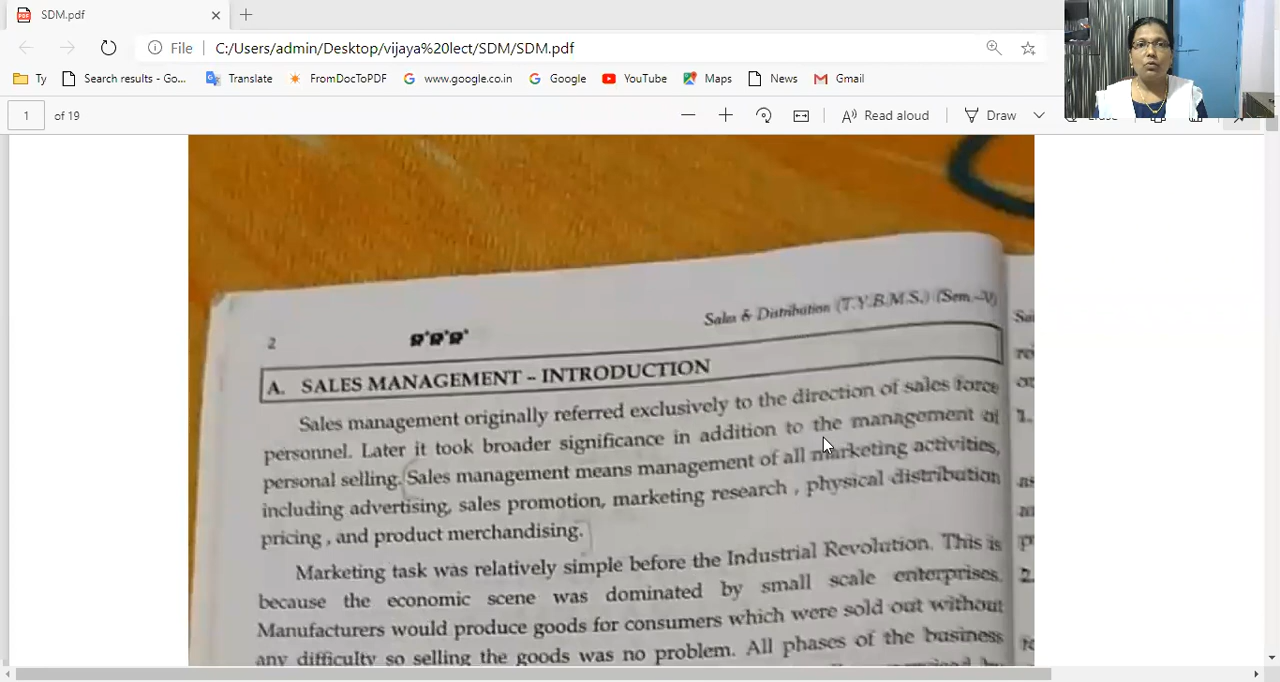 SDM.pdf
File
C:/Users/admin/Desktop/vijaya%20lect/SDM/SDM.pdf
Ty
Search results - Go...
Translate
FromDocToPDF
www.google.co.in
Google
YouTube
Maps
News
Gmail
1 of 19
Read aloud
Draw
2
Sales & Distribution (T.Y.B.M.S.) (Sem.-V)
A. SALES MANAGEMENT – INTRODUCTION
Sales management originally referred exclusively to the direction of sales force
personnel. Later it took broader significance in addition to the management of
personal selling. Sales management means management of all marketing activities,
including advertising, sales promotion, marketing research , physical distribution
pricing , and product merchandising.
Marketing task was relatively simple before the Industrial Revolution. This is
because the economic scene was dominated by small scale enterprises.
Manufacturers would produce goods for consumers which were sold out without
any difficulty so selling the goods was no problem. All phases of the business
1.
2.